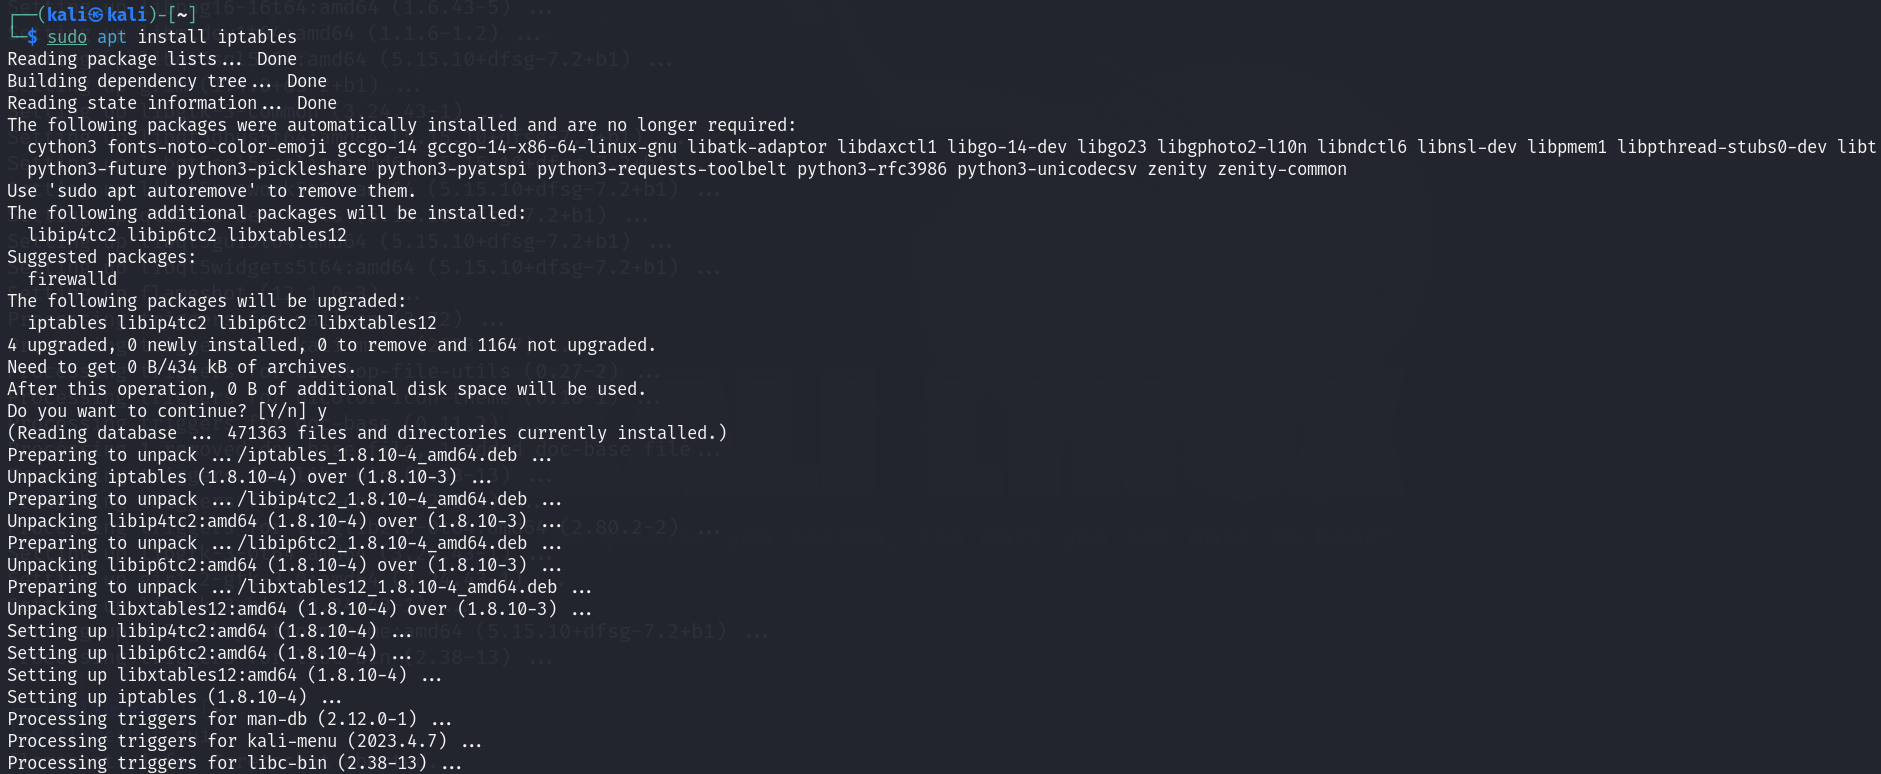 ┌──(kali㉿kali)-[~]
└─$ sudo apt install iptables
Reading package lists... Done
Building dependency tree... Done
Reading state information... Done
The following packages were automatically installed and are no longer required:
  cython3 fonts-noto-color-emoji gccgo-14 gccgo-14-x86-64-linux-gnu libatk-adaptor libdaxctl1 libgo-14-dev libgo23 libgphoto2-l10n libndctl6 libnsl-dev libpmem1 libpthread-stubs0-dev libt
  python3-future python3-pickleshare python3-pyatspi python3-requests-toolbelt python3-rfc3986 python3-unicodecsv zenity zenity-common
Use 'sudo apt autoremove' to remove them.
The following additional packages will be installed:
  libip4tc2 libip6tc2 libxtables12
Suggested packages:
  firewalld
The following packages will be upgraded:
  iptables libip4tc2 libip6tc2 libxtables12
4 upgraded, 0 newly installed, 0 to remove and 1164 not upgraded.
Need to get 0 B/434 kB of archives.
After this operation, 0 B of additional disk space will be used.
Do you want to continue? [Y/n] y
(Reading database ... 471363 files and directories currently installed.)
Preparing to unpack .../iptables_1.8.10-4_amd64.deb ...
Unpacking iptables (1.8.10-4) over (1.8.10-3) ...
Preparing to unpack .../libip4tc2_1.8.10-4_amd64.deb ...
Unpacking libip4tc2:amd64 (1.8.10-4) over (1.8.10-3) ...
Preparing to unpack .../libip6tc2_1.8.10-4_amd64.deb ...
Unpacking libip6tc2:amd64 (1.8.10-4) over (1.8.10-3) ...
Preparing to unpack .../libxtables12_1.8.10-4_amd64.deb ...
Unpacking libxtables12:amd64 (1.8.10-4) over (1.8.10-3) ...
Setting up libip4tc2:amd64 (1.8.10-4) ...
Setting up libip6tc2:amd64 (1.8.10-4) ...
Setting up libxtables12:amd64 (1.8.10-4) ...
Setting up iptables (1.8.10-4) ...
Processing triggers for man-db (2.12.0-1) ...
Processing triggers for kali-menu (2023.4.7) ...
Processing triggers for libc-bin (2.38-13) ...